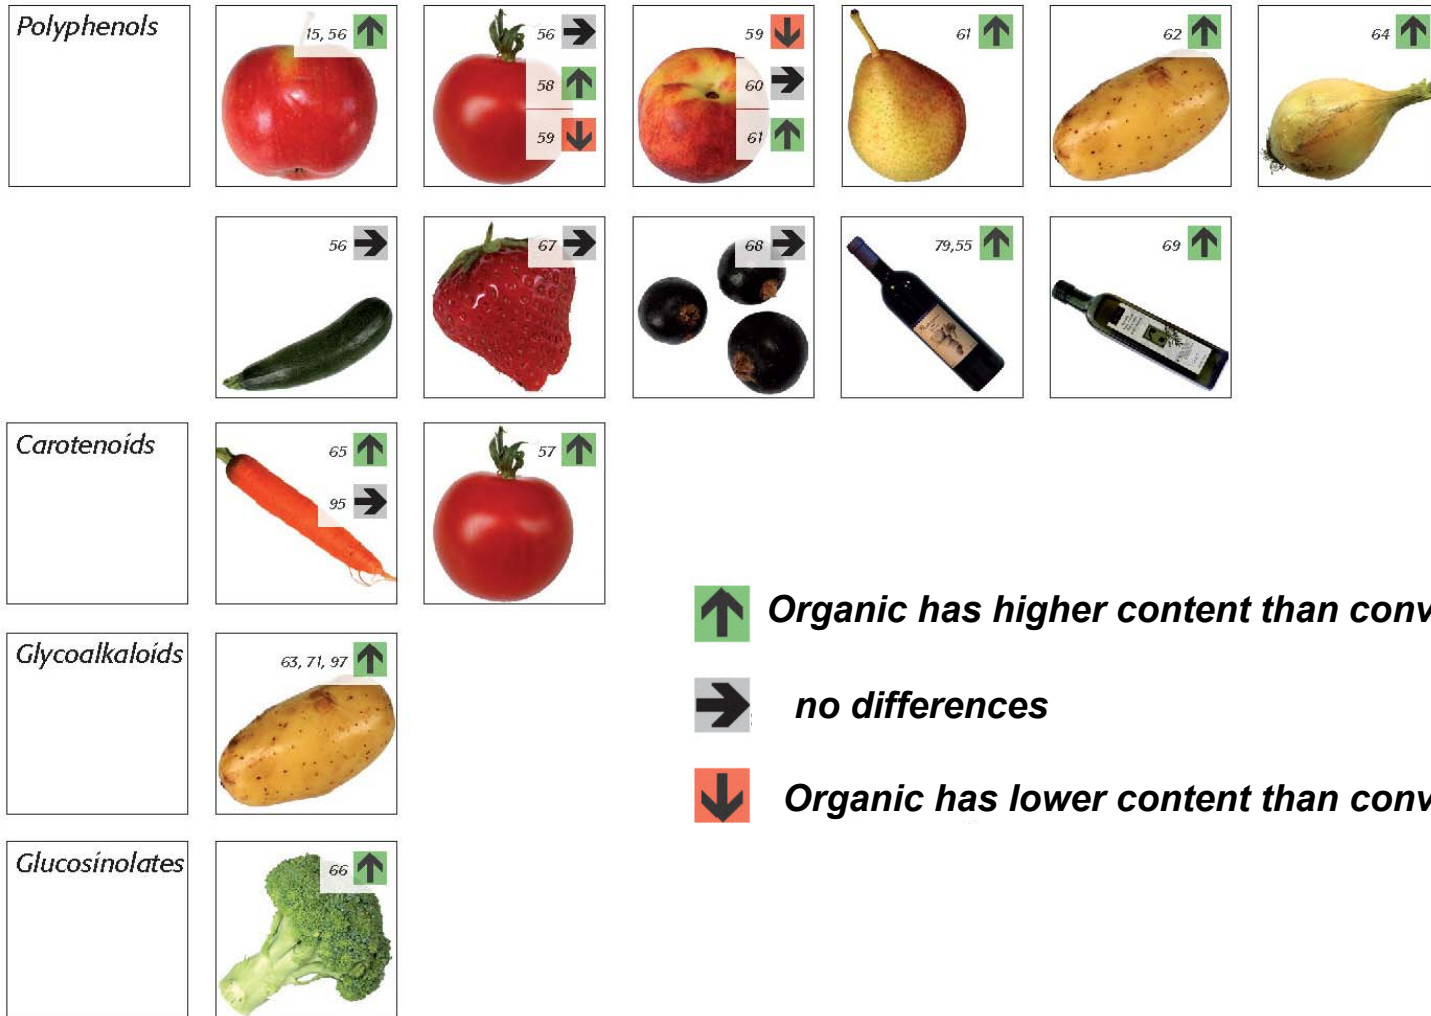 Polyphenols
15, 56
56
58
59
59
60
61
61
62
64
56
67
68
79,55
69
Carotenoids
65
95
57
Organic has higher content than conv
Glycoalkaloids
63, 71, 97
no differences
Organic has lower content than conv
Glucosinolates
66